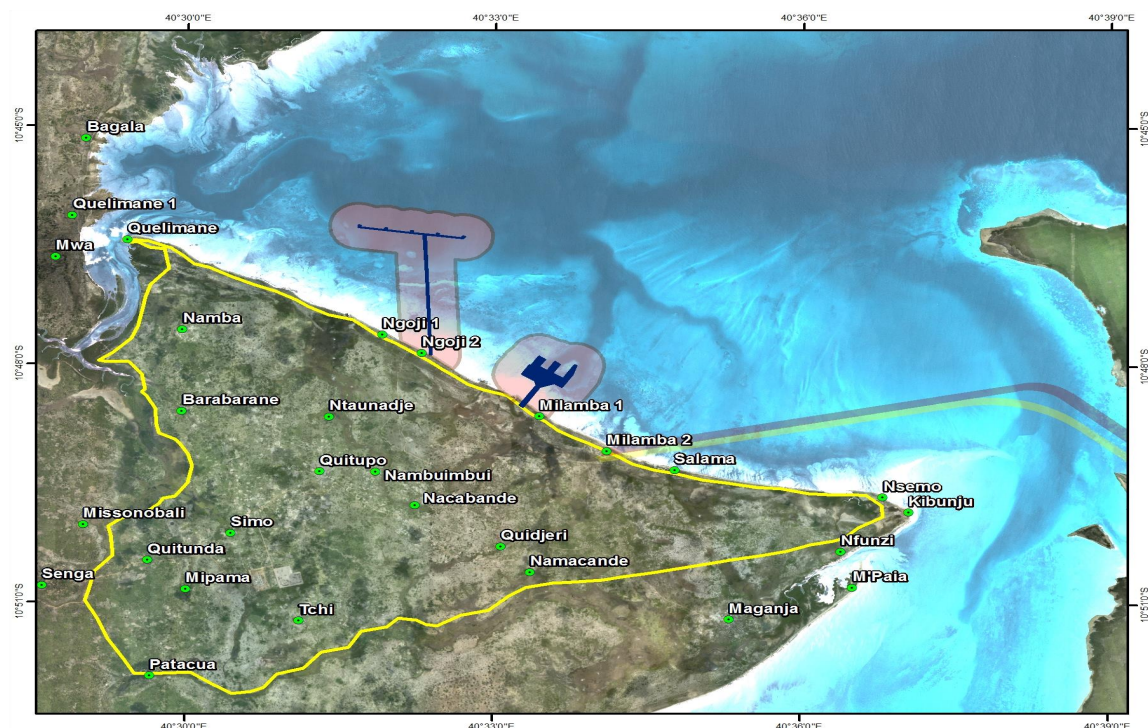 40°30'0"E
40°33'0"E
40°36'0"E
40°39'0"E
10°45'0"S
10°45'0"S
Bagala
Quelimane 1
Quelimane
Mwa
Namba
Ngoji 1
Ngoji 2
10°48'0"S
10°48'0"S
Barabarane
Ntaunadje
Milamba 1
Milamba 2
Salama
Quitupo
Nambuimbui
Nacabande
Nsemo
Kibunju
Missonobali
Simo
Quidjeri
Nfunzi
Quitunda
Namacande
Senga
Mipama
M'Paia
10°51'0"S
10°51'0"S
Tchi
Maganja
Patacua
40°30'0"E
40°33'0"E
40°36'0"E
40°39'0"E